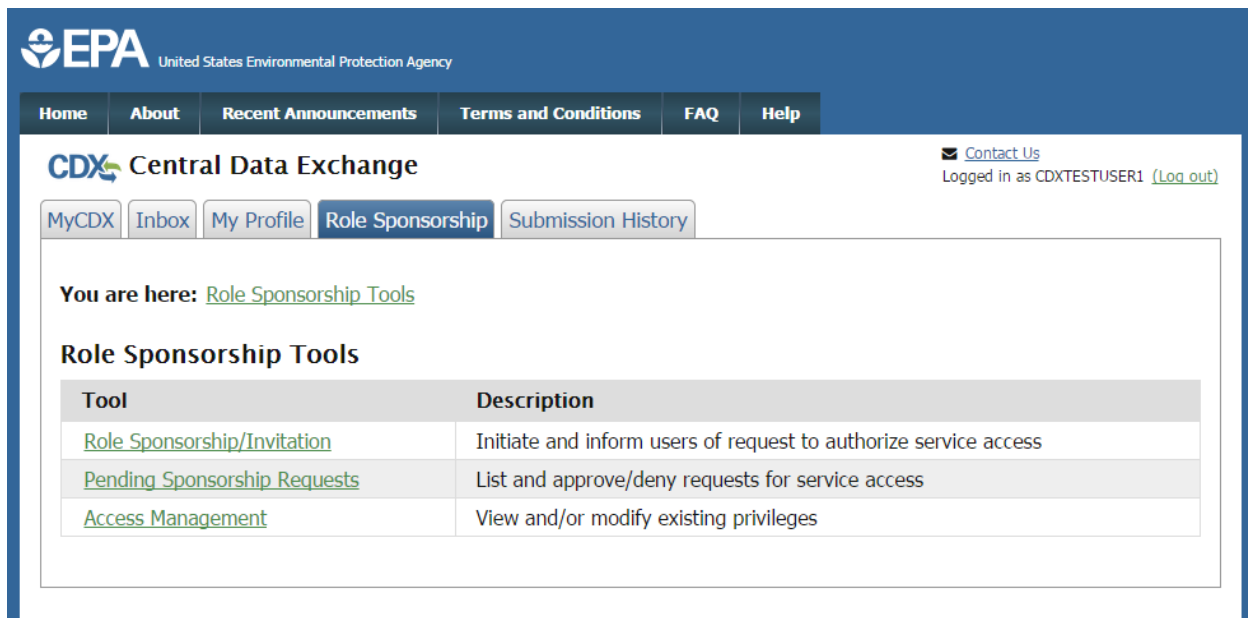 EPA United States Environmental Protection Agency
Home About Recent Announcements Terms and Conditions FAQ Help
CDX Central Data Exchange
Contact Us
Logged in as CDXTESTUSER1 (Log out)
MyCDX Inbox My Profile Role Sponsorship Submission History
You are here: Role Sponsorship Tools
Role Sponsorship Tools
Tool Description
Role Sponsorship/Invitation Initiate and inform users of request to authorize service access
Pending Sponsorship Requests List and approve/deny requests for service access
Access Management View and/or modify existing privileges